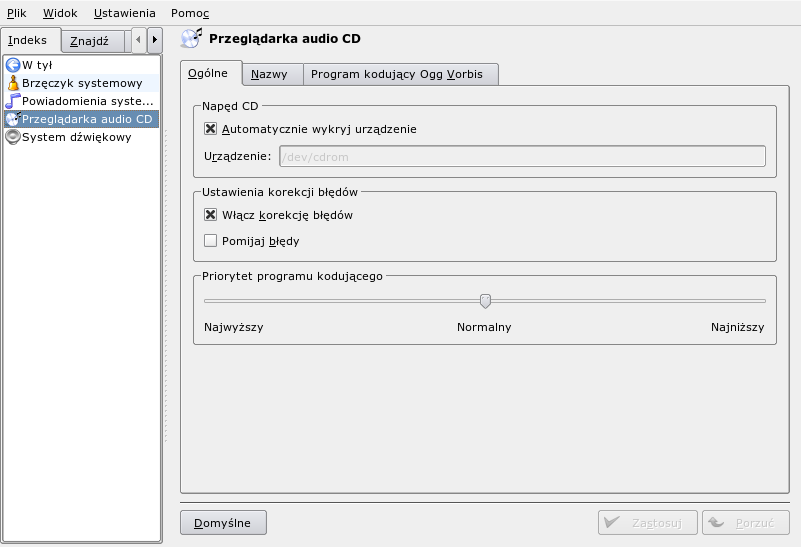 Plik Widok Ustawienia Pomoc
Indeks Znajdź
W tył
Brzęczyk systemowy
Powiadomienia syste...
Przeglądarka audio CD
System dźwiękowy
Przeglądarka audio CD
Ogólne Nazwy Program kodujący Ogg Vorbis
Napęd CD
Automatycznie wykryj urządzenie
Urządzenie: /dev/cdrom
Ustawienia korekcji błędów
Włącz korekcję błędów
Pomijaj błędy
Priorytet programu kodującego
Najwyższy Normalny Najniższy
Domyślne Zastosuj Porzuć